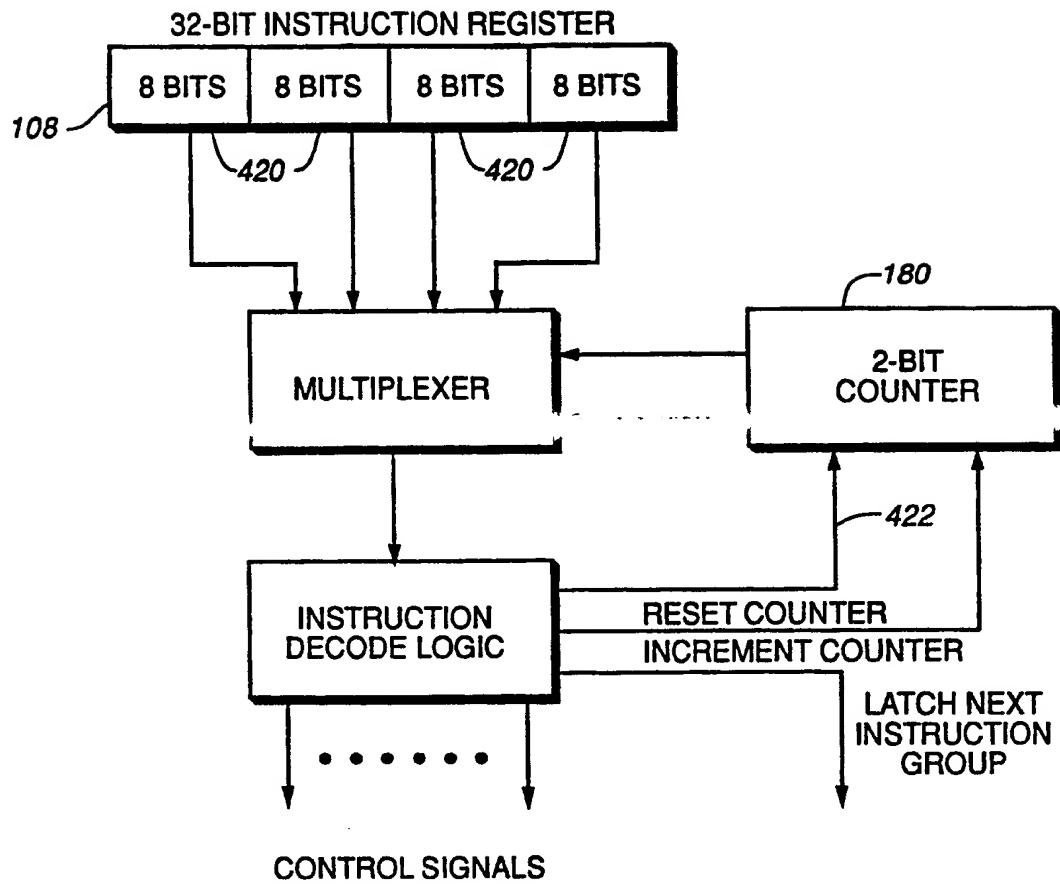 32-BIT INSTRUCTION REGISTER
8 BITS 8 BITS 8 BITS 8 BITS
108
420 420
180
MULTIPLEXER
2-BIT
COUNTER
422
INSTRUCTION
DECODE LOGIC
RESET COUNTER
INCREMENT COUNTER
LATCH NEXT
INSTRUCTION
GROUP
CONTROL SIGNALS